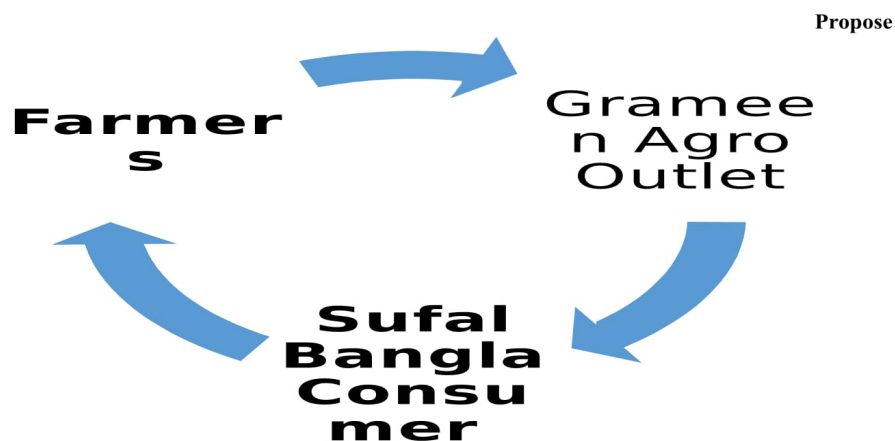 Propose
Farmer
s
Gramee
n Agro
Outlet
Sufal
Bangla
Consu
mer